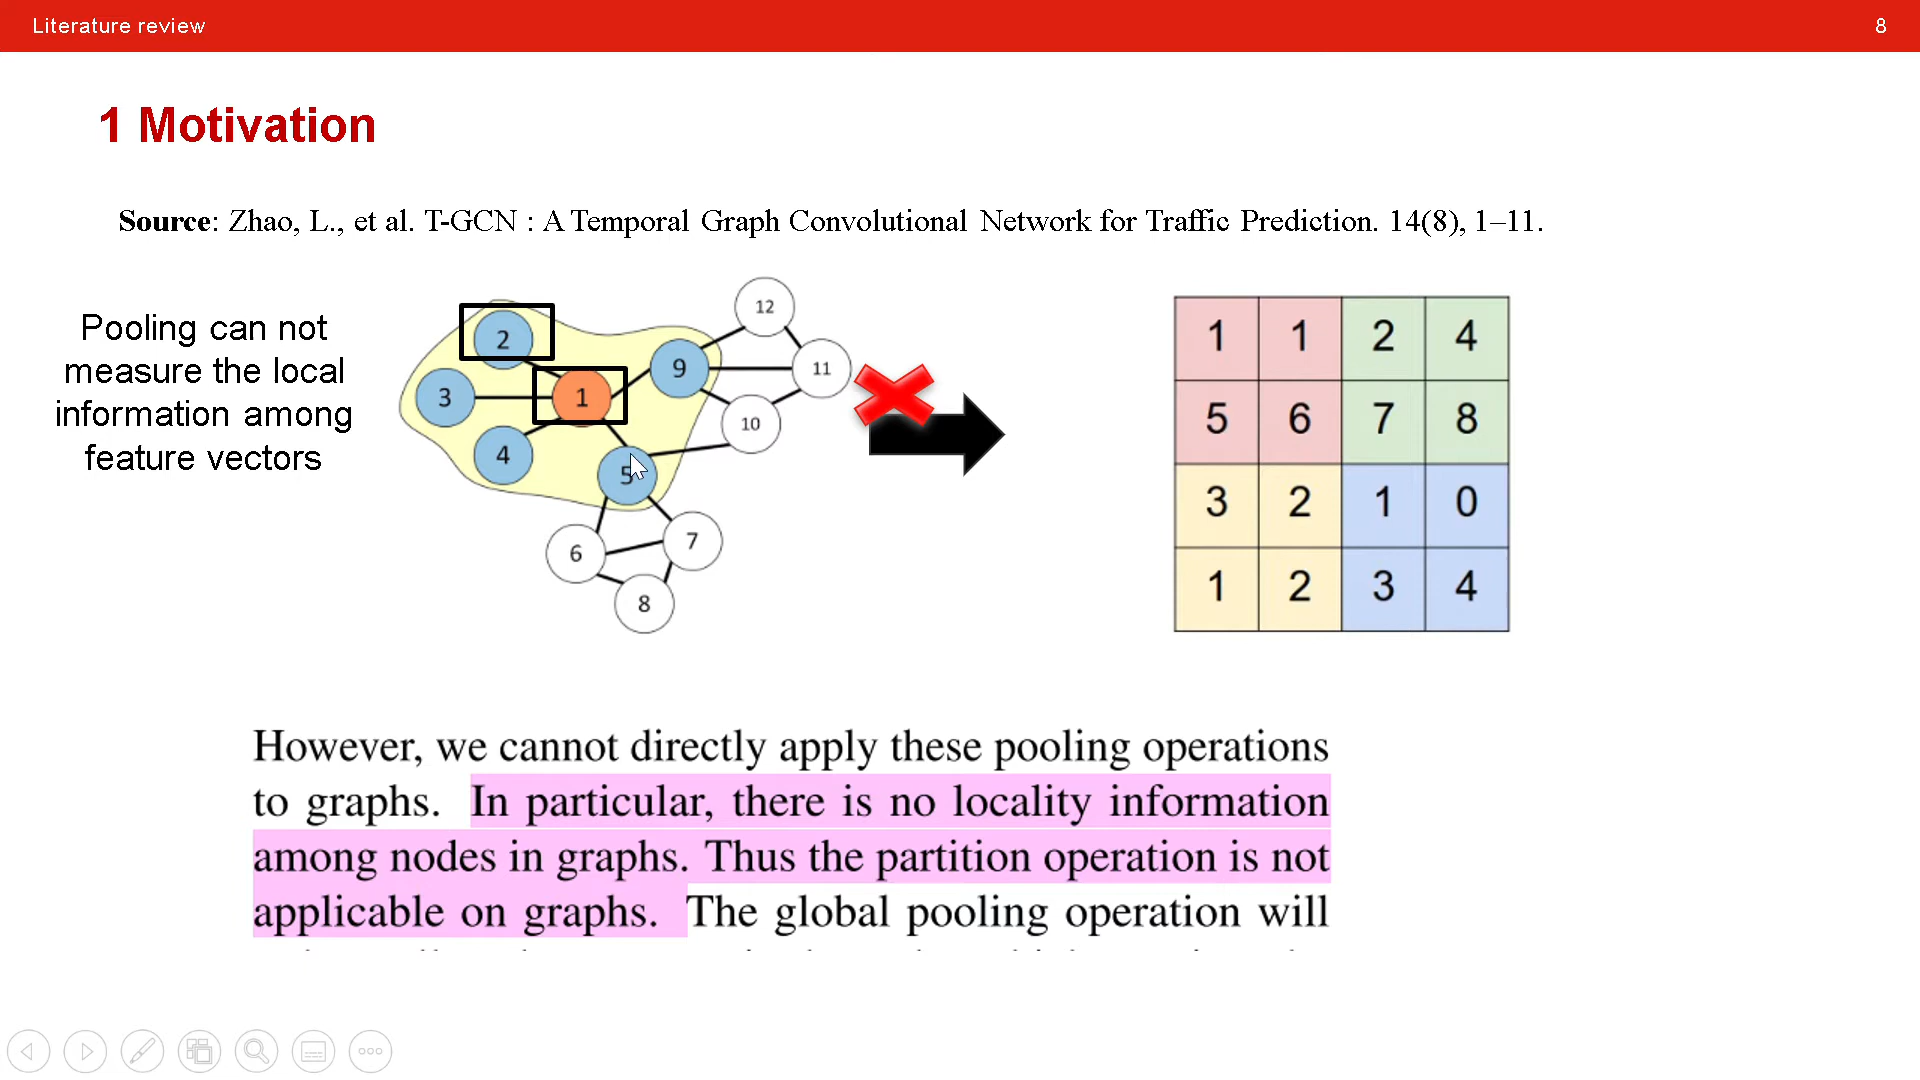 Literature review
8
1 Motivation
Source: Zhao, L., et al. T-GCN : A Temporal Graph Convolutional Network for Traffic Prediction. 14(8), 1–11.
Pooling can not
measure the local
information among
feature vectors
12
2
9
11
3
1
10
4
5
7
6
8
1 1 2 4
5 6 7 8
3 2 1 0
1 2 3 4
However, we cannot directly apply these pooling operations
to graphs. In particular, there is no locality information
among nodes in graphs. Thus the partition operation is not
applicable on graphs. The global pooling operation will